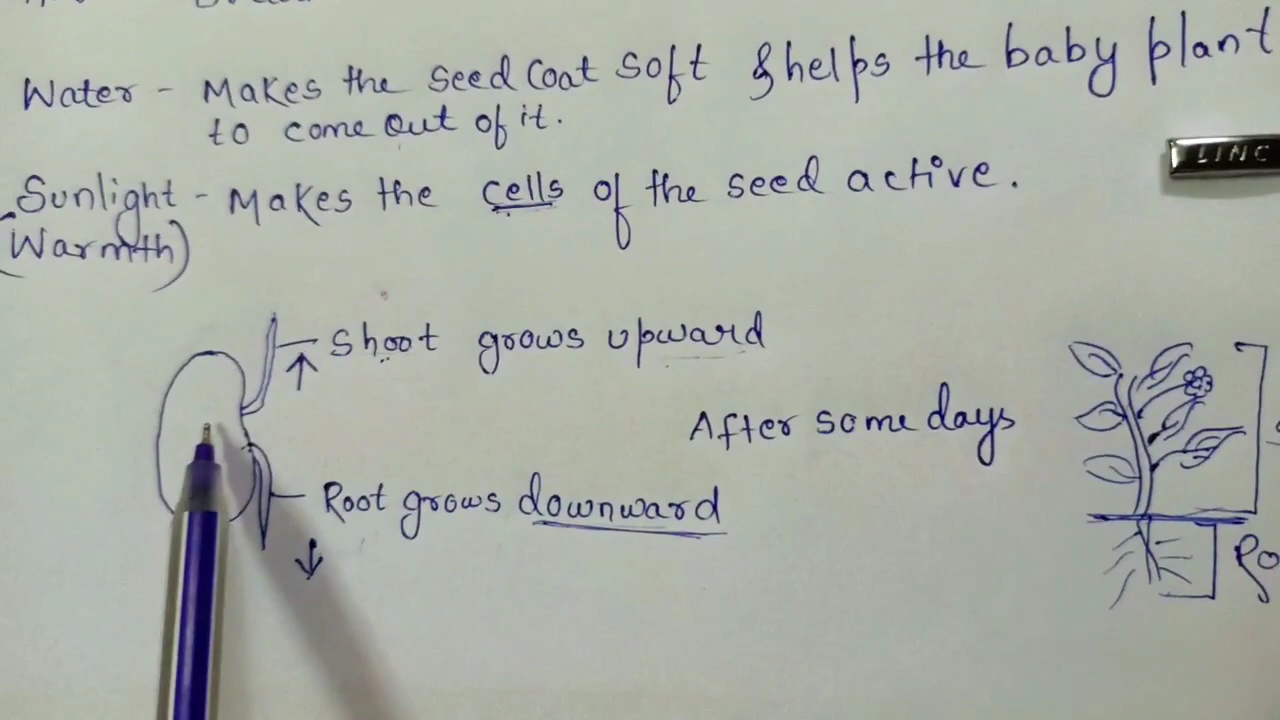 Water - Makes the seed coat soft & helps the baby plant
to come out of it.
Sunlight - Makes the cells of the seed active.
(Warmth)
LINC
Shoot grows upward
After some days
Root grows downward